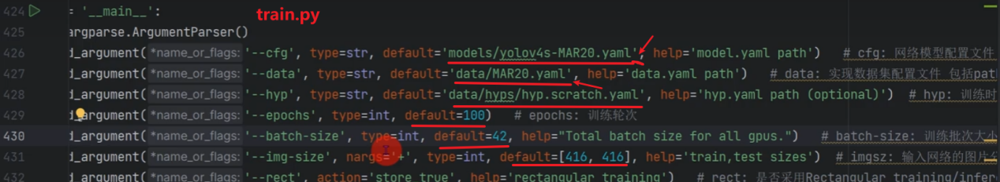 train.py
424 = '__main__':
425 argparse.ArgumentParser()
426 d_argument( *name_or_flags: '--cfg', type=str, default='models/yolov4s-MAR20.yaml', help='model.yaml path') # cfg: 网络模型配置文件
427 d_argument( *name_or_flags: '--data', type=str, default='data/MAR20.yaml', help='data.yaml path') # data: 实现数据集配置文件 包括pat
428 d_argument( *name_or_flags: '--hyp', type=str, default='data/hyps/hyp.scratch.yaml', help='hyp.yaml path (optional)') # hyp: 训练时
429 d_argument( *name_or_flags: '--epochs', type=int, default=100) # epochs: 训练轮次
430 d_argument( *name_or_flags: '--batch-size', type=int, default=42, help="Total batch size for all gpus.") # batch-size: 训练批次大小
431 d_argument( *name_or_flags: '--img-size', nargs='+', type=int, default=[416, 416], help='train,test sizes') # imgsz: 输入网络的图片
432 d_argument( *name_or_flags: '--rect', action='store_true', help='rectangular training') # rect: 是否采用Rectangular training/infer